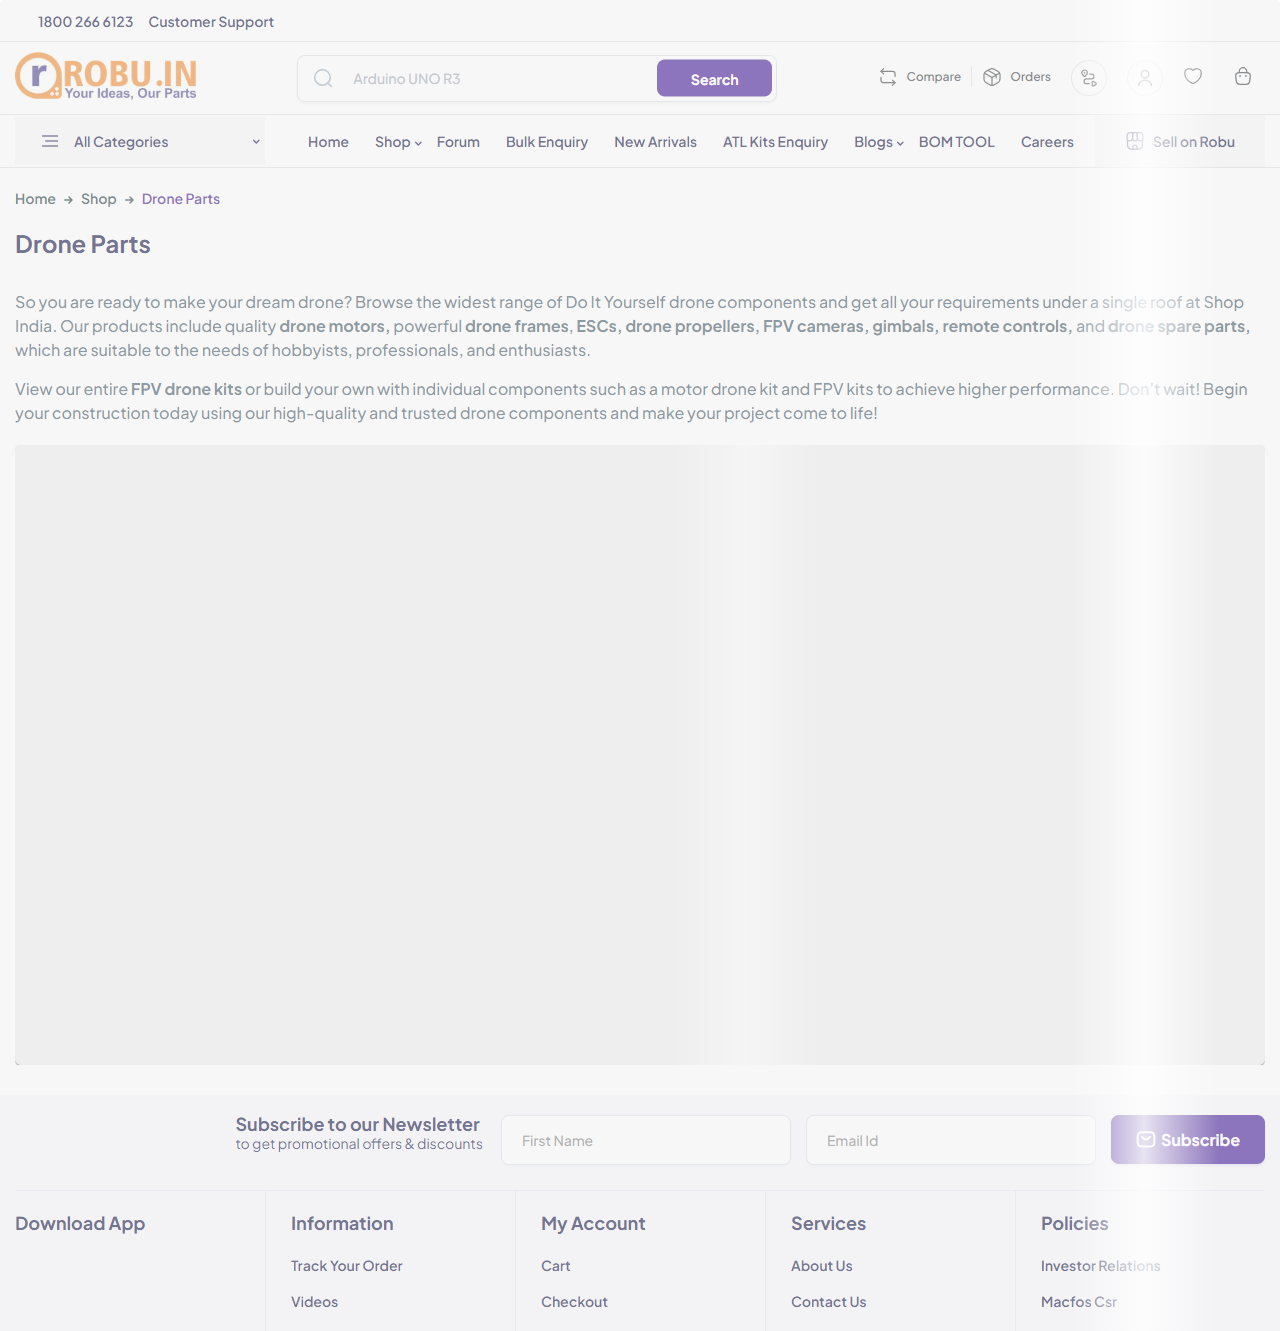 1800 266 6123 Customer Support
ROBU.IN
Your Ideas, Our Parts
Arduino UNO R3
Search
Compare
Orders
All Categories
Home
Shop
Forum
Bulk Enquiry
New Arrivals
ATL Kits Enquiry
Blogs
BOM TOOL
Careers
Sell on Robu
Home → Shop → Drone Parts
Drone Parts
So you are ready to make your dream drone? Browse the widest range of Do It Yourself drone components and get all your requirements under a single roof at Shop
India. Our products include quality drone motors, powerful drone frames, ESCs, drone propellers, FPV cameras, gimbals, remote controls, and drone spare parts,
which are suitable to the needs of hobbyists, professionals, and enthusiasts.
View our entire FPV drone kits or build your own with individual components such as a motor drone kit and FPV kits to achieve higher performance. Don't wait! Begin
your construction today using our high-quality and trusted drone components and make your project come to life!
Subscribe to our Newsletter
to get promotional offers & discounts
First Name
Email Id
Subscribe
Download App
Information
Track Your Order
Videos
My Account
Cart
Checkout
Services
About Us
Contact Us
Policies
Investor Relations
Macfos Csr